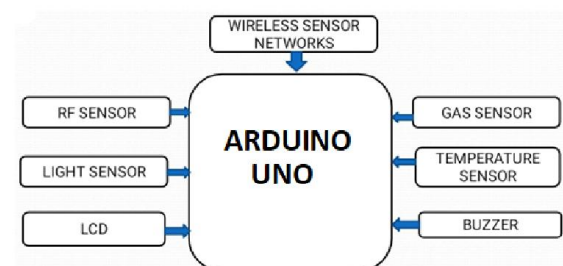 WIRELESS SENSOR
NETWORKS
RF SENSOR
LIGHT SENSOR
LCD
ARDUINO
UNO
GAS SENSOR
TEMPERATURE
SENSOR
BUZZER